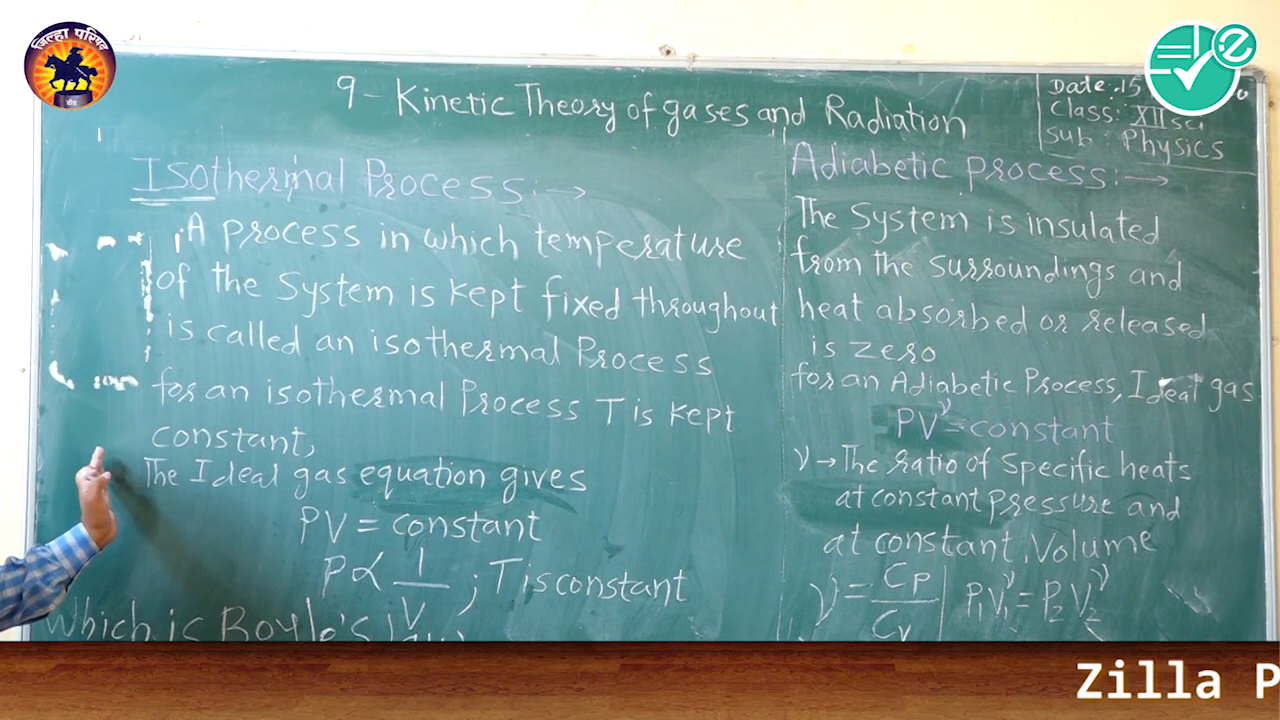 जिल्हा परिषद
बीड
9 - Kinetic Theory of gases and Radiation
Date:-15
Class: XII sci
Sub: Physics
Isothermal Process:→
A process in which temperature
of the System is kept fixed throughout
is called an isothermal Process
for an isothermal Process T is kept
constant,
The Ideal gas equation gives
PV = constant
P ∝ 1/V ; T is constant
Which is Boyle's law
Adiabetic process:→
The System is insulated
from the surroundings and
heat absorbed or released
is zero
for an Adiabetic Process, Ideal gas
PV^γ = constant
γ → The ratio of Specific heats
at constant pressure and
at constant, Volume
γ = CP/CV | P₁V₁^γ = P₂V₂^γ
Zilla P